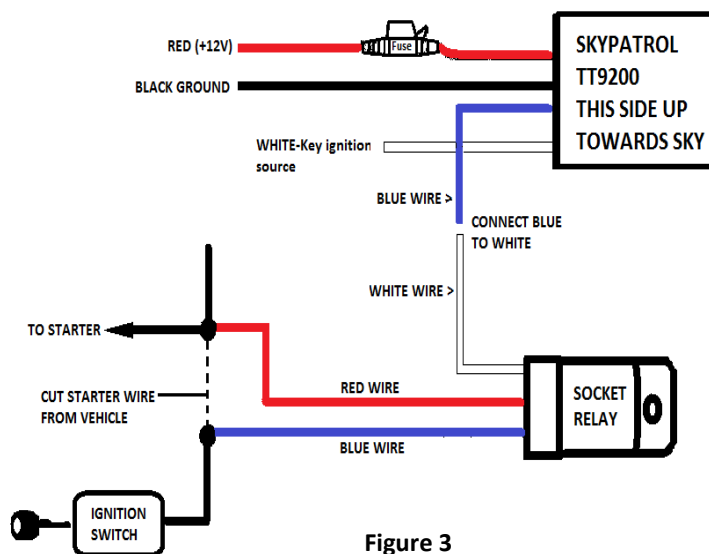 RED (+12V)
Fuse
SKYPATROL
TT9200
THIS SIDE UP
TOWARDS SKY
BLACK GROUND
WHITE-Key ignition
source
BLUE WIRE >
CONNECT BLUE
TO WHITE
WHITE WIRE >
TO STARTER
CUT STARTER WIRE
FROM VEHICLE
RED WIRE
SOCKET
RELAY
BLUE WIRE
IGNITION
SWITCH
Figure 3